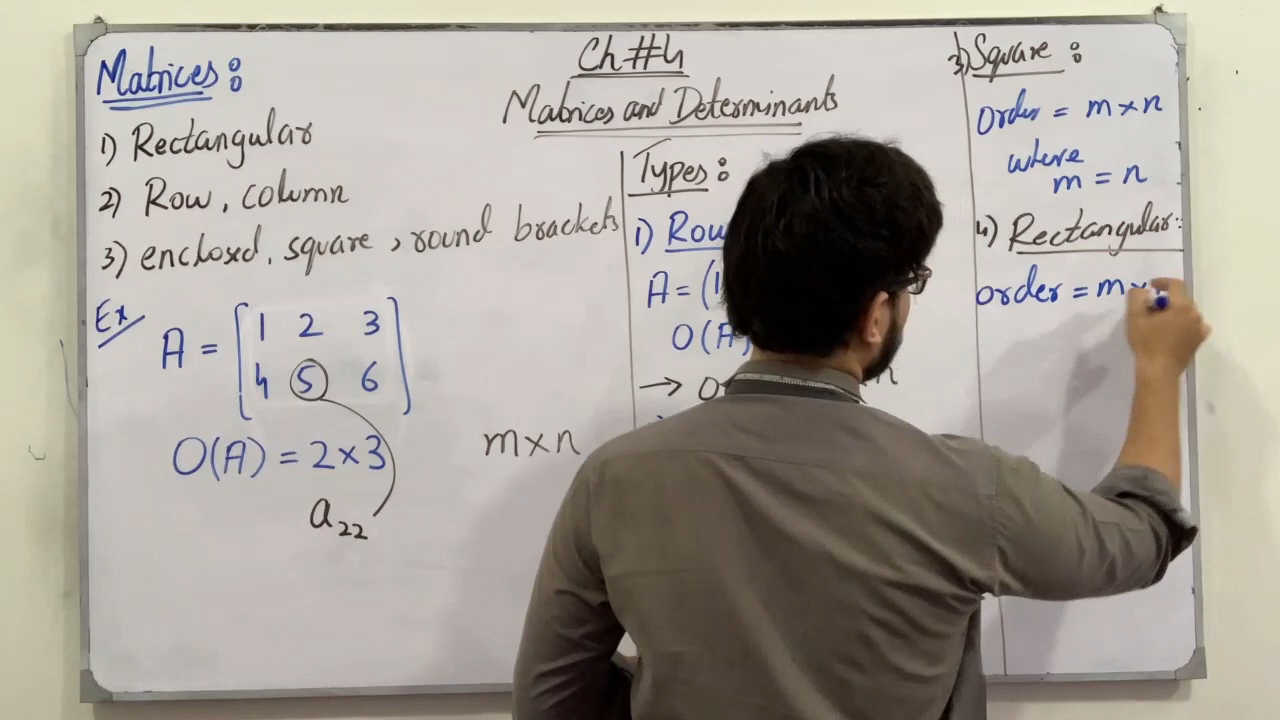 Ch#4
Matrices and Determinants
Matrices:
1) Rectangular
2) Row, column
3) enclosed, square, round brackets
Ex
A = [1 2 3
4 5 6]
O(A) = 2×3
a22
m×n
Types:
1) Row
A = (1
O(A)
→ O
n
3) Square:
order = m×n
where
m = n
4) Rectangular:
order = m×